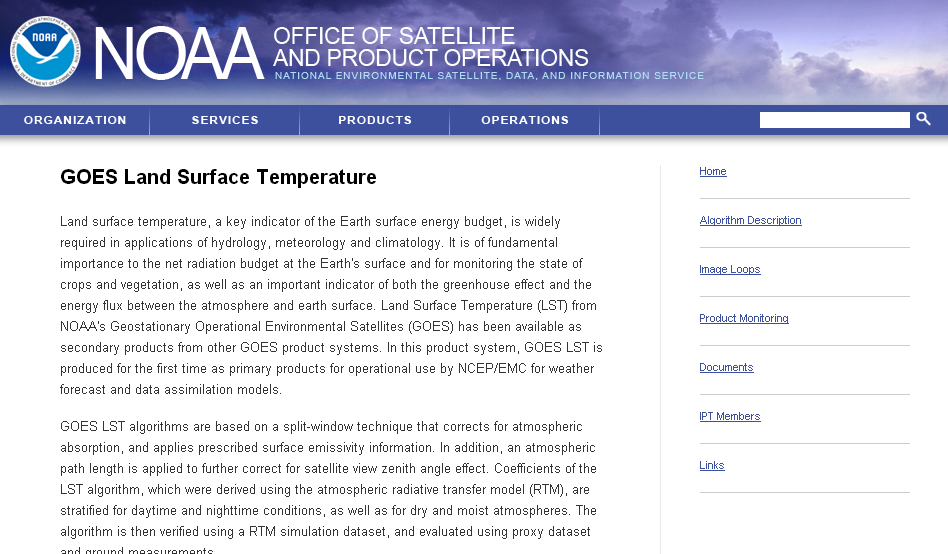 NOAA
NOAA
OFFICE OF SATELLITE
AND PRODUCT OPERATIONS
NATIONAL ENVIRONMENTAL SATELLITE, DATA, AND INFORMATION SERVICE
ORGANIZATION
SERVICES
PRODUCTS
OPERATIONS
GOES Land Surface Temperature
Land surface temperature, a key indicator of the Earth surface energy budget, is widely
required in applications of hydrology, meteorology and climatology. It is of fundamental
importance to the net radiation budget at the Earth's surface and for monitoring the state of
crops and vegetation, as well as an important indicator of both the greenhouse effect and the
energy flux between the atmosphere and earth surface. Land Surface Temperature (LST) from
NOAA's Geostationary Operational Environmental Satellites (GOES) has been available as
secondary products from other GOES product systems. In this product system, GOES LST is
produced for the first time as primary products for operational use by NCEP/EMC for weather
forecast and data assimilation models.
GOES LST algorithms are based on a split-window technique that corrects for atmospheric
absorption, and applies prescribed surface emissivity information. In addition, an atmospheric
path length is applied to further correct for satellite view zenith angle effect. Coefficients of the
LST algorithm, which were derived using the atmospheric radiative transfer model (RTM), are
stratified for daytime and nighttime conditions, as well as for dry and moist atmospheres. The
algorithm is then verified using a RTM simulation dataset, and evaluated using proxy dataset
and ground measurements.
Home
Algorithm Description
Image Loops
Product Monitoring
Documents
IPT Members
Links